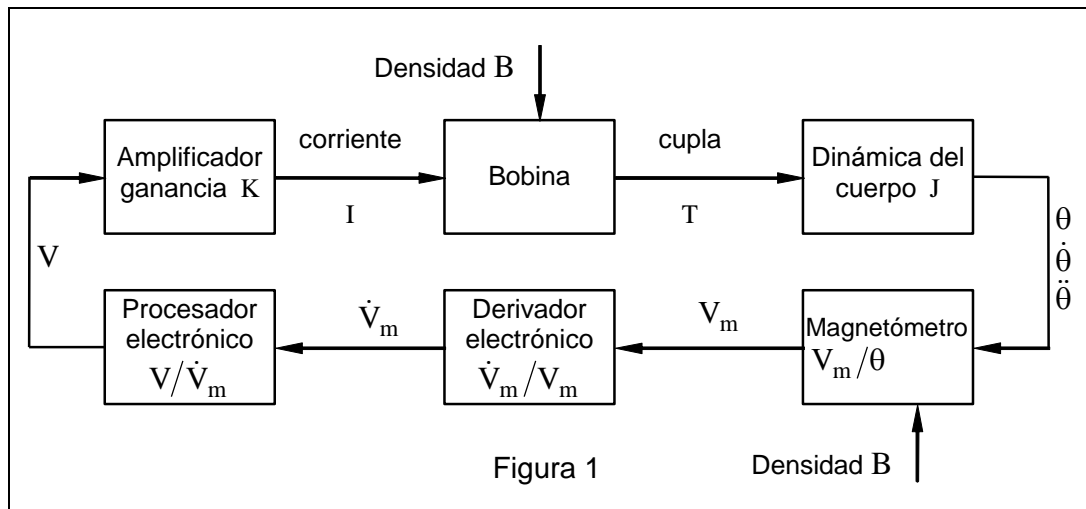 Densidad B
Amplificador
ganancia K
corriente
I
Bobina
cupla
T
Dinámica del
cuerpo J
θ
θ̇
θ̈
V
Procesador
electrónico
V/V̇ₘ
V̇ₘ
Derivador
electrónico
V̇ₘ/Vₘ
Vₘ
Magnetómetro
Vₘ/θ
Densidad B
Figura 1